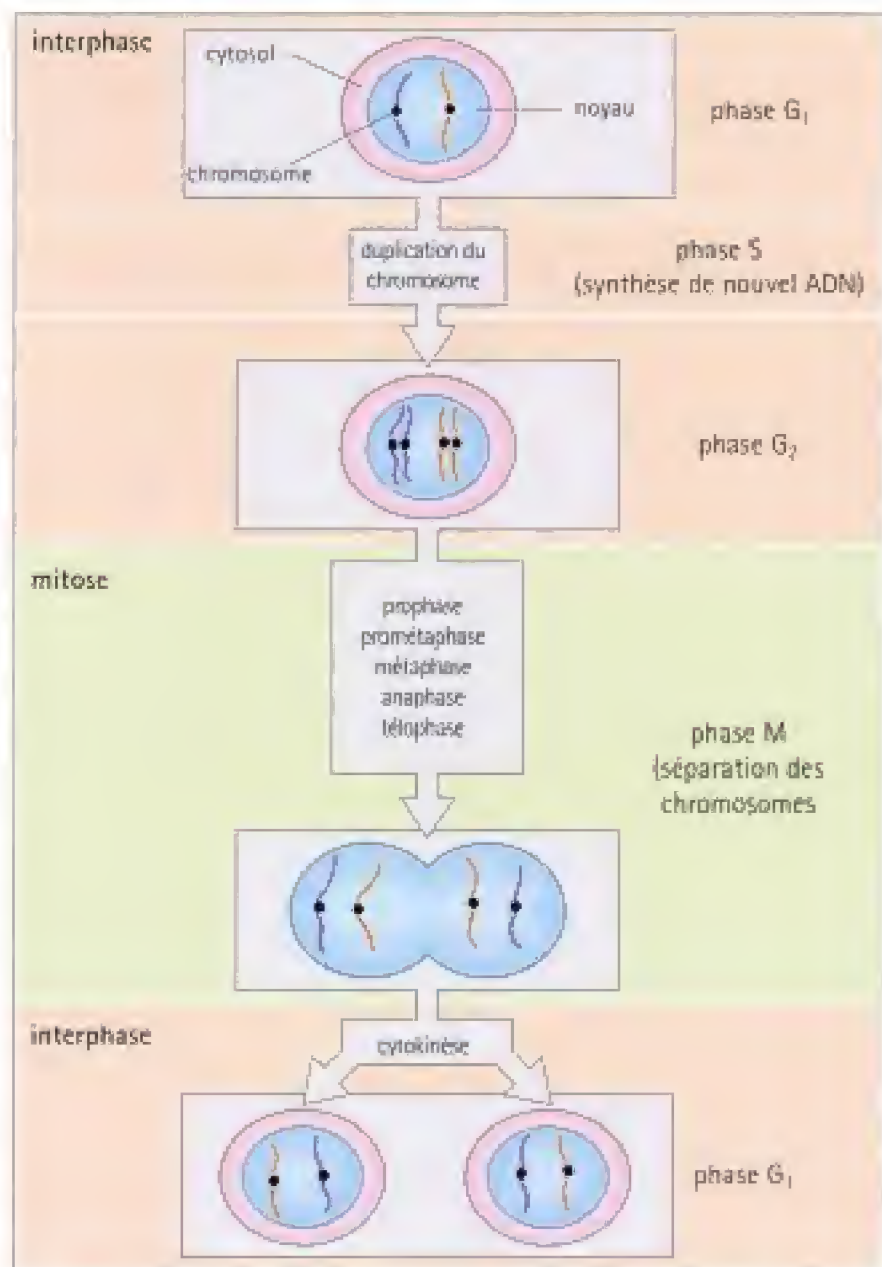 interphase
cytosol
noyau
phase G₁
chromosome
duplication du
chromosome
phase S
(synthèse de nouvel ADN)
phase G₂
mitose
prophase
prométaphase
métaphase
anaphase
télophase
phase M
(séparation des
chromosomes
interphase
cytokinèse
phase G₁